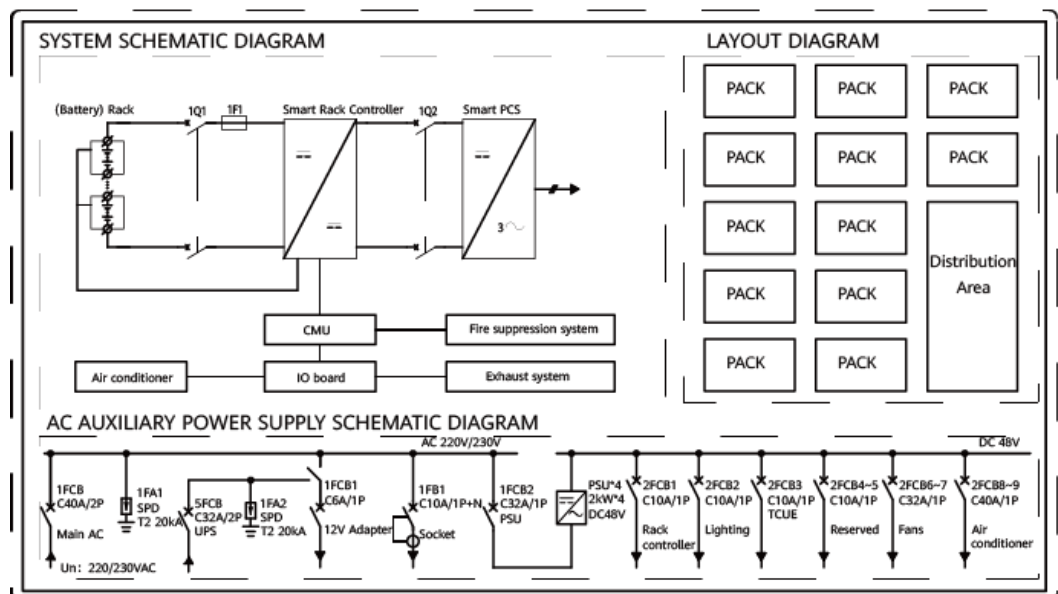 SYSTEM SCHEMATIC DIAGRAM
(Battery) Rack
1Q1
1F1
Smart Rack Controller
1Q2
Smart PCS
3
CMU
Fire suppression system
Air conditioner
IO board
Exhaust system
LAYOUT DIAGRAM
PACK
PACK
PACK
PACK
PACK
PACK
PACK
PACK
PACK
PACK
PACK
PACK
Distribution
Area
AC AUXILIARY POWER SUPPLY SCHEMATIC DIAGRAM
AC 220V/230V
DC 48V
1FCB
C40A/2P
Main AC
Un: 220/230VAC
1FA1
SPD
T2 20kA
5FCB
C32A/2P
UPS
1FA2
SPD
T2 20kA
1FCB1
C6A/1P
12V Adapter
1FB1
C10A/1P+N
Socket
1FCB2
C32A/1P
PSU
PSU*4
2kW*4
DC48V
2FCB1
C10A/1P
Rack
controller
2FCB2
C10A/1P
Lighting
2FCB3
C10A/1P
TCUE
2FCB4~5
C10A/1P
Reserved
2FCB6~7
C32A/1P
Fans
2FCB8~9
C40A/1P
Air
conditioner